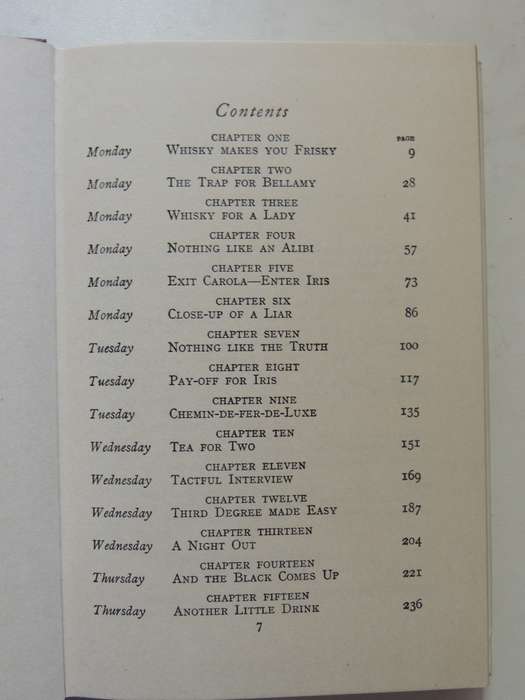 Contents
CHAPTER ONE PAGE
Monday WHISKY MAKES YOU FRISKY 9
CHAPTER TWO
Monday THE TRAP FOR BELLAMY 28
CHAPTER THREE
Monday WHISKY FOR A LADY 41
CHAPTER FOUR
Monday NOTHING LIKE AN ALIBI 57
CHAPTER FIVE
Monday EXIT CAROLA—ENTER IRIS 73
CHAPTER SIX
Monday CLOSE-UP OF A LIAR 86
CHAPTER SEVEN
Tuesday NOTHING LIKE THE TRUTH 100
CHAPTER EIGHT
Tuesday PAY-OFF FOR IRIS 117
CHAPTER NINE
Tuesday CHEMIN-DE-FER-DE-LUXE 135
CHAPTER TEN
Wednesday TEA FOR TWO 151
CHAPTER ELEVEN
Wednesday TACTFUL INTERVIEW 169
CHAPTER TWELVE
Wednesday THIRD DEGREE MADE EASY 187
CHAPTER THIRTEEN
Wednesday A NIGHT OUT 204
CHAPTER FOURTEEN
Thursday AND THE BLACK COMES UP 221
CHAPTER FIFTEEN
Thursday ANOTHER LITTLE DRINK 236
7